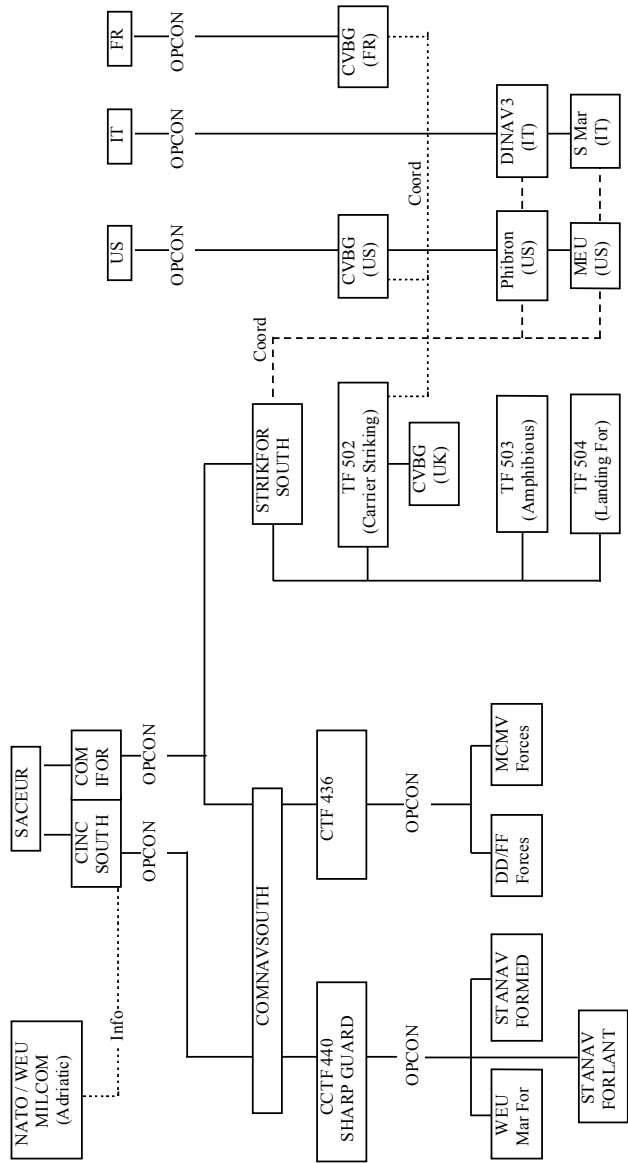 NATO / WEU
MILCOM
(Adriatic)
Info
SACEUR
CINC
SOUTH
COM
IFOR
OPCON
OPCON
COMNAVSOUTH
CCTF 440
SHARP GUARD
CTF 436
OPCON
OPCON
WEU
Mar For
STANAV
FORMED
STANAV
FORLANT
DD/FF
Forces
MCMV
Forces
STRIKFOR
SOUTH
TF 502
(Carrier Striking)
CVBG
(UK)
TF 503
(Amphibious)
TF 504
(Landing For)
Coord
Coord
US
OPCON
CVBG
(US)
Phibron
(US)
MEU
(US)
IT
OPCON
DINAV3
(IT)
S Mar
(IT)
FR
OPCON
CVBG
(FR)